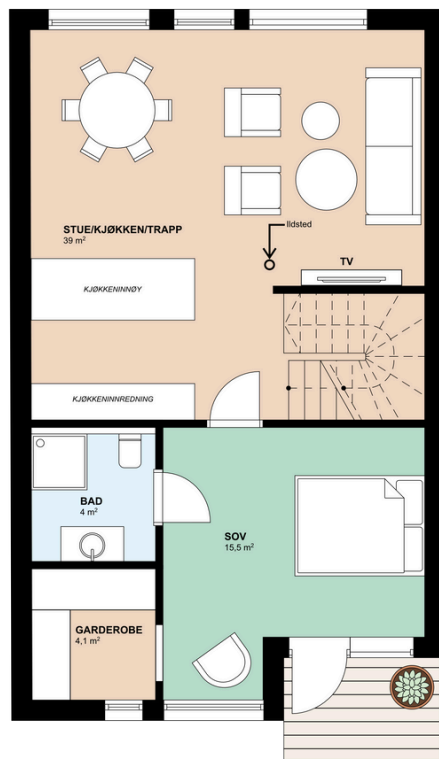 Ildsted
STUE/KJØKKEN/TRAPP
39 m²
TV
KJØKKENINNØY
KJØKKENINNREDNING
BAD
4 m²
SOV
15,5 m²
GARDEROBE
4,1 m²